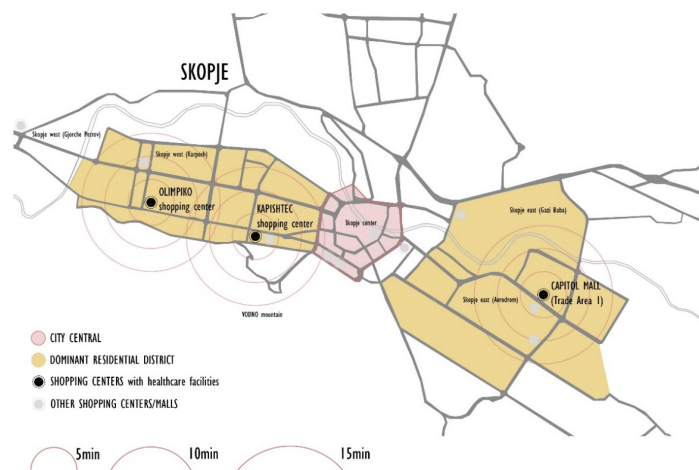 SKOPJE
Skopje west (Gjorche Petrov)
Skopje west (Karposh)
OLIMPIKO
shopping center
KAPISHTEC
shopping center
Skopje center
Skopje east (Gazi Baba)
Skopje east (Aerodrom)
CAPITOL MALL
(Trade Area 1)
VODNO mountain
CITY CENTRAL
DOMINANT RESIDENTIAL DISTRICT
SHOPPING CENTERS with healthcare facilities
OTHER SHOPPING CENTERS/MALLS
5min
10min
15min